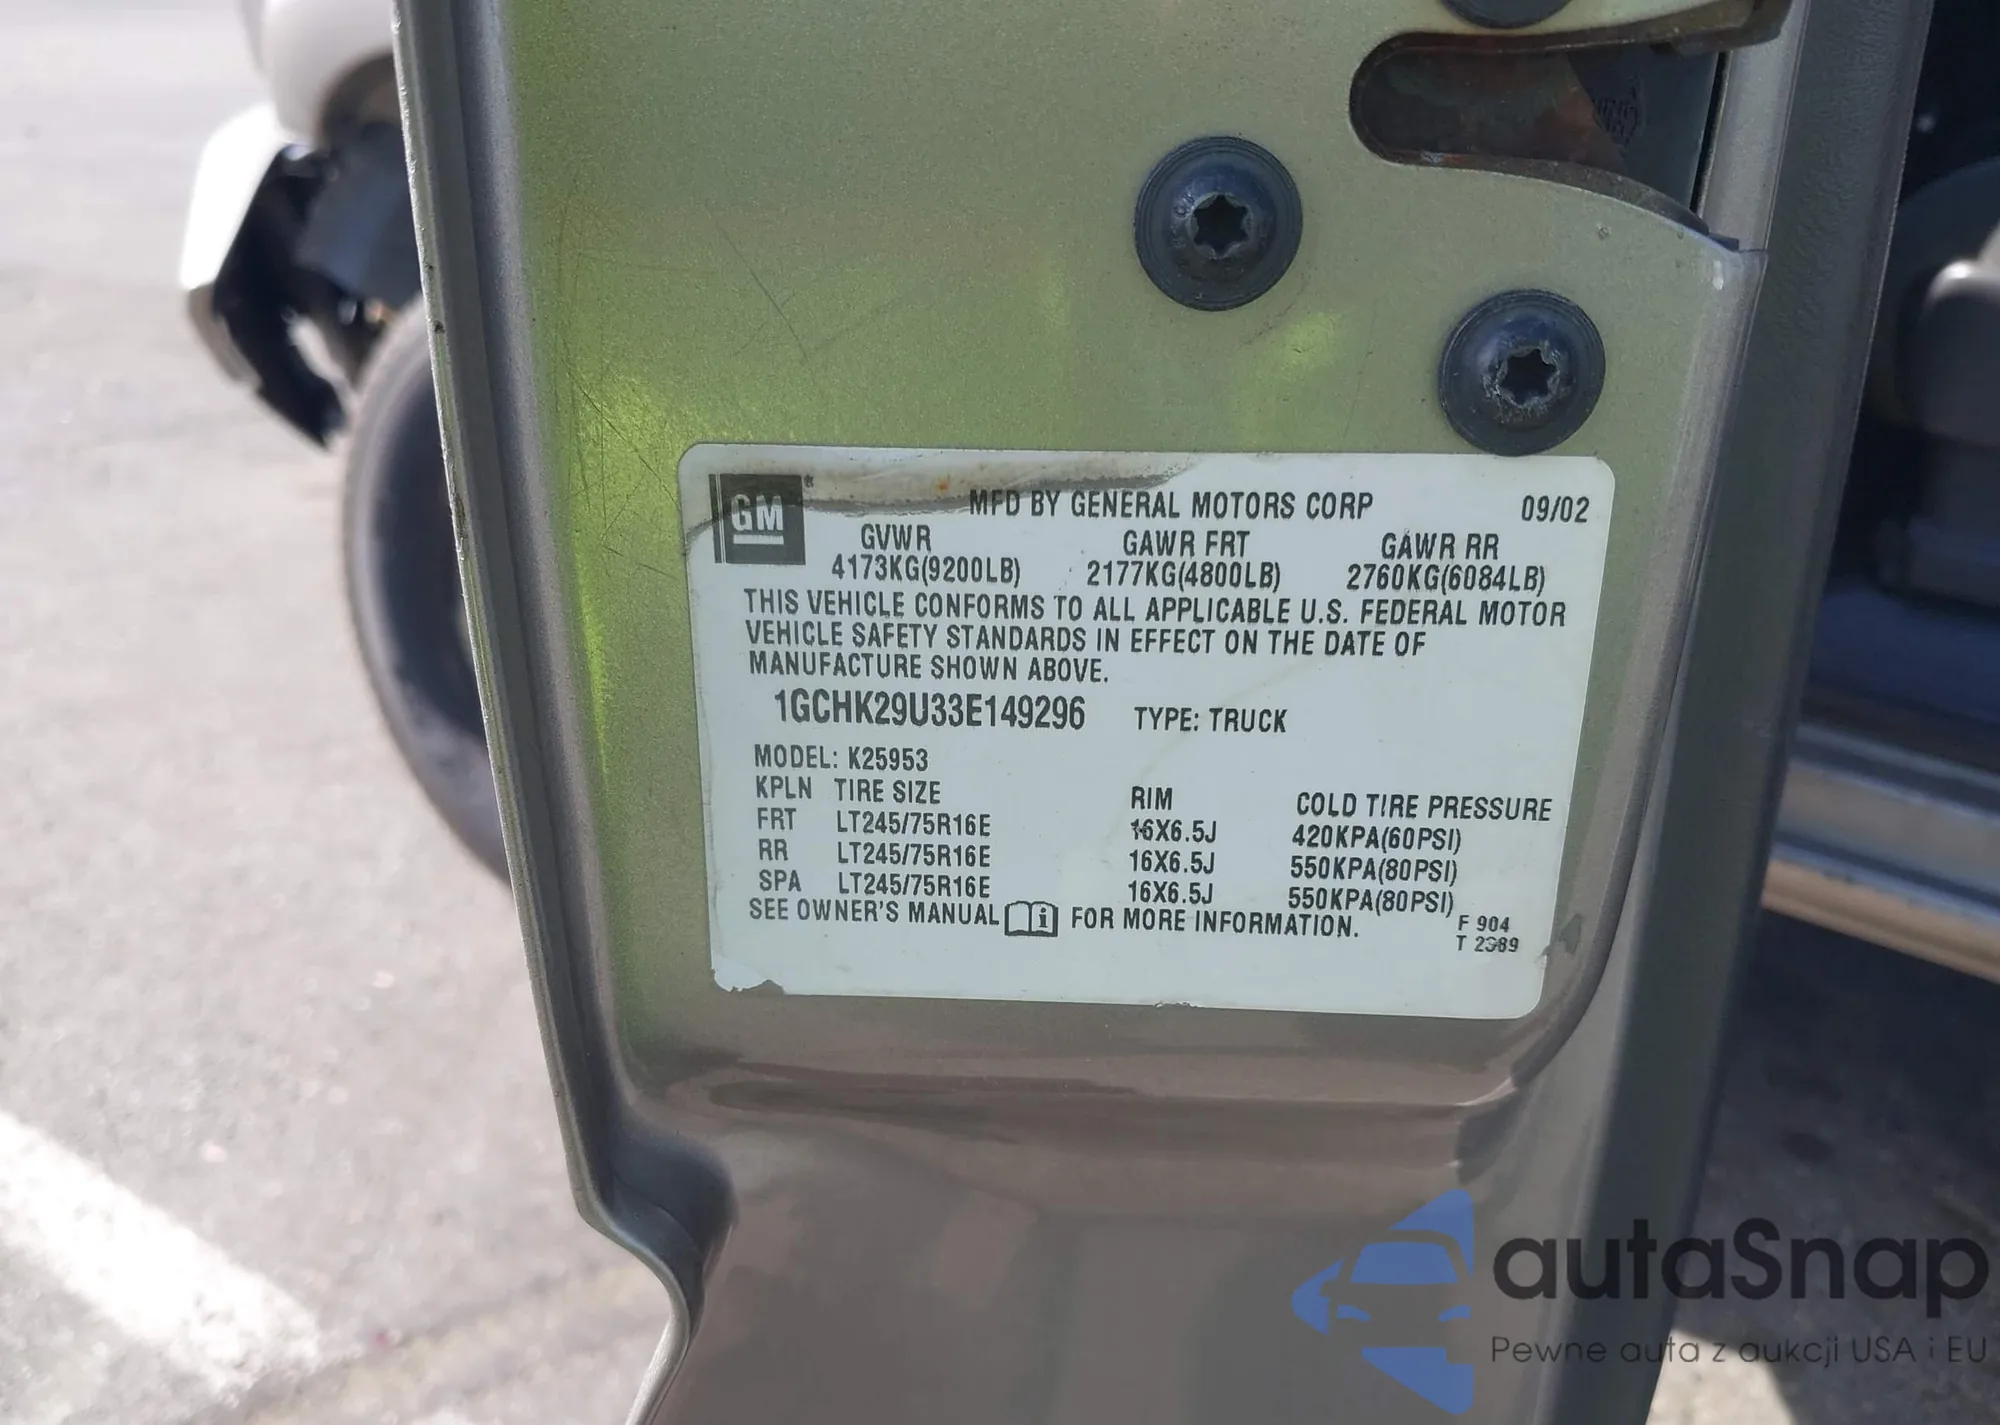 GM
MFD BY GENERAL MOTORS CORP 09/02
GVWR GAWR FRT GAWR RR
4173KG(9200LB) 2177KG(4800LB) 2760KG(6084LB)
THIS VEHICLE CONFORMS TO ALL APPLICABLE U.S. FEDERAL MOTOR
VEHICLE SAFETY STANDARDS IN EFFECT ON THE DATE OF
MANUFACTURE SHOWN ABOVE.
1GCHK29U33E149296 TYPE: TRUCK
MODEL: K25953
KPLN TIRE SIZE RIM COLD TIRE PRESSURE
FRT LT245/75R16E 16X6.5J 420KPA(60PSI)
RR LT245/75R16E 16X6.5J 550KPA(80PSI)
SPA LT245/75R16E 16X6.5J 550KPA(80PSI)
SEE OWNER'S MANUAL i FOR MORE INFORMATION.
F 904
T
autaSnap
Pewne auta z aukcji USA i EU